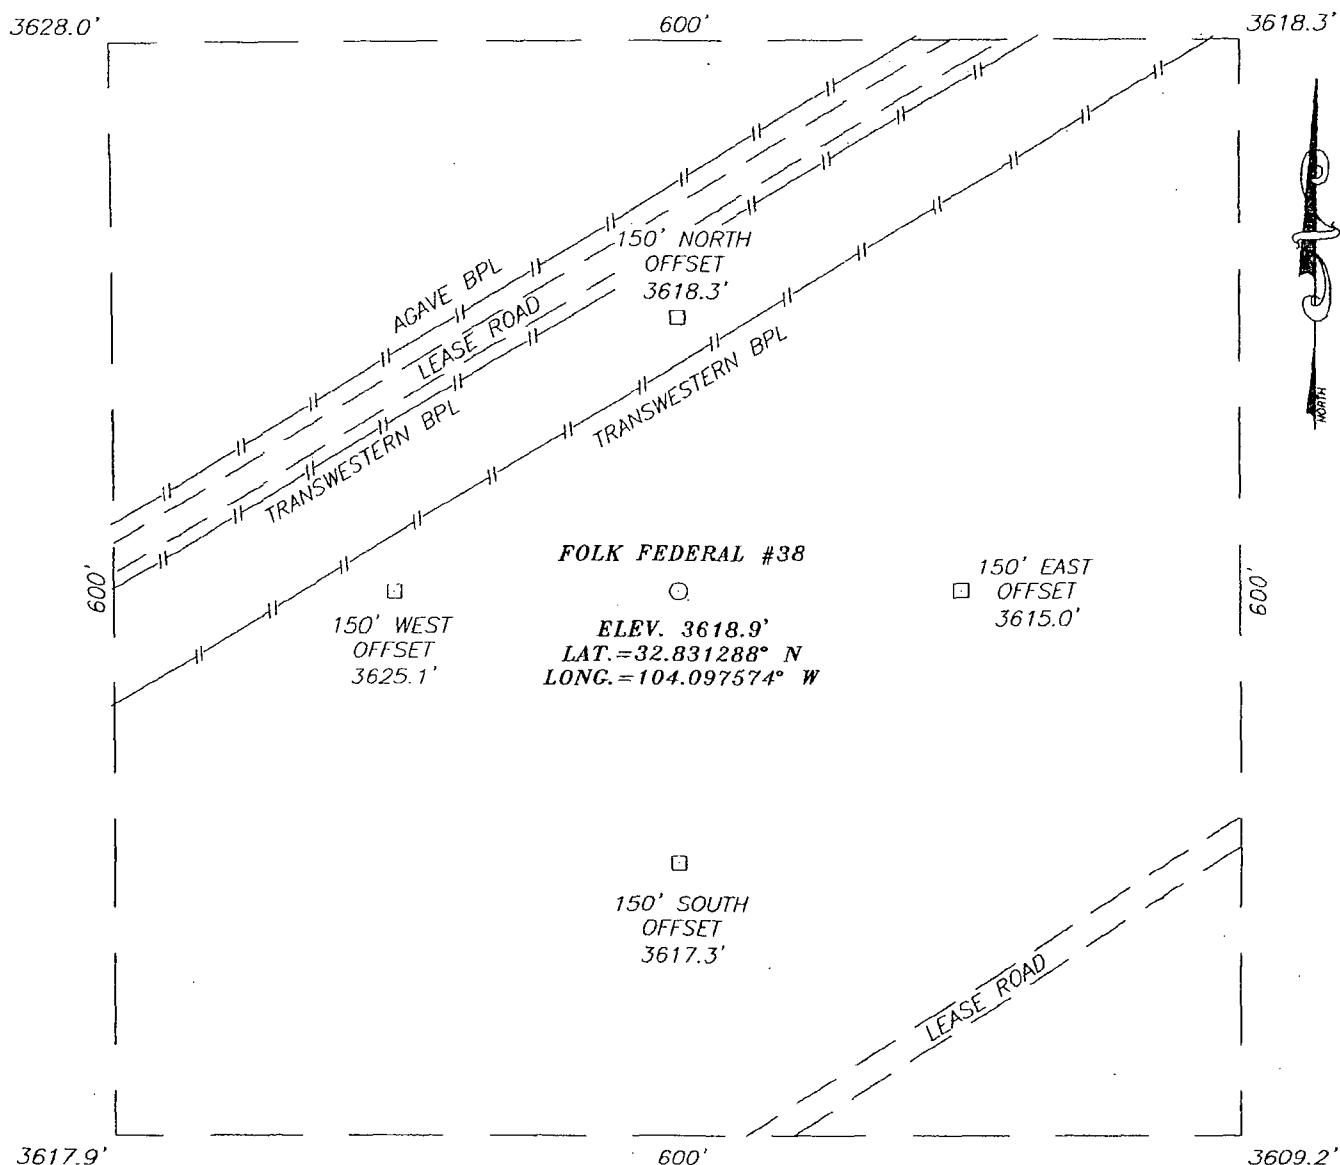 3628.0'
600'
3618.3'
150' NORTH
OFFSET
3618.3'
AGAVE BPL
LEASE ROAD
TRANSWESTERN BPL
TRANSWESTERN BPL
NORTH
600'
FOLK FEDERAL #38
ELEV. 3618.9'
LAT.=32.831288° N
LONG.=104.097574° W
150' WEST
OFFSET
3625.1'
150' EAST
OFFSET
3615.0'
600'
150' SOUTH
OFFSET
3617.3'
LEASE ROAD
3617.9'
600'
3609.2'